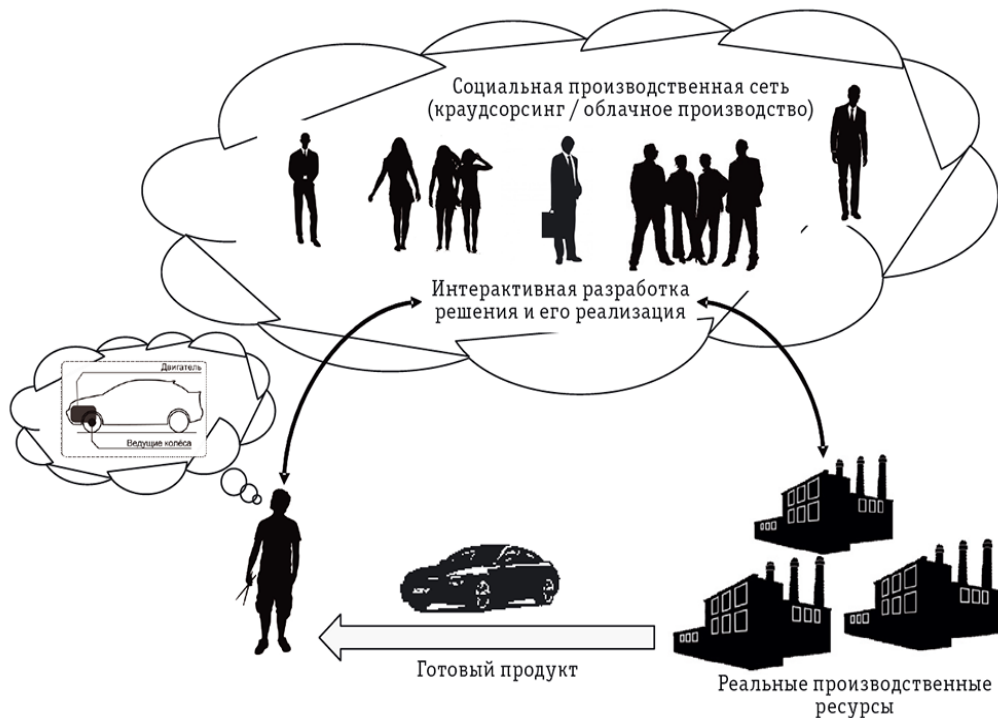 Социальная производственная сеть
(краудсорсинг / облачное производство)
Интерактивная разработка
решения и его реализация
Двигатель
Ведущие колёса
Готовый продукт
Реальные производственные
ресурсы